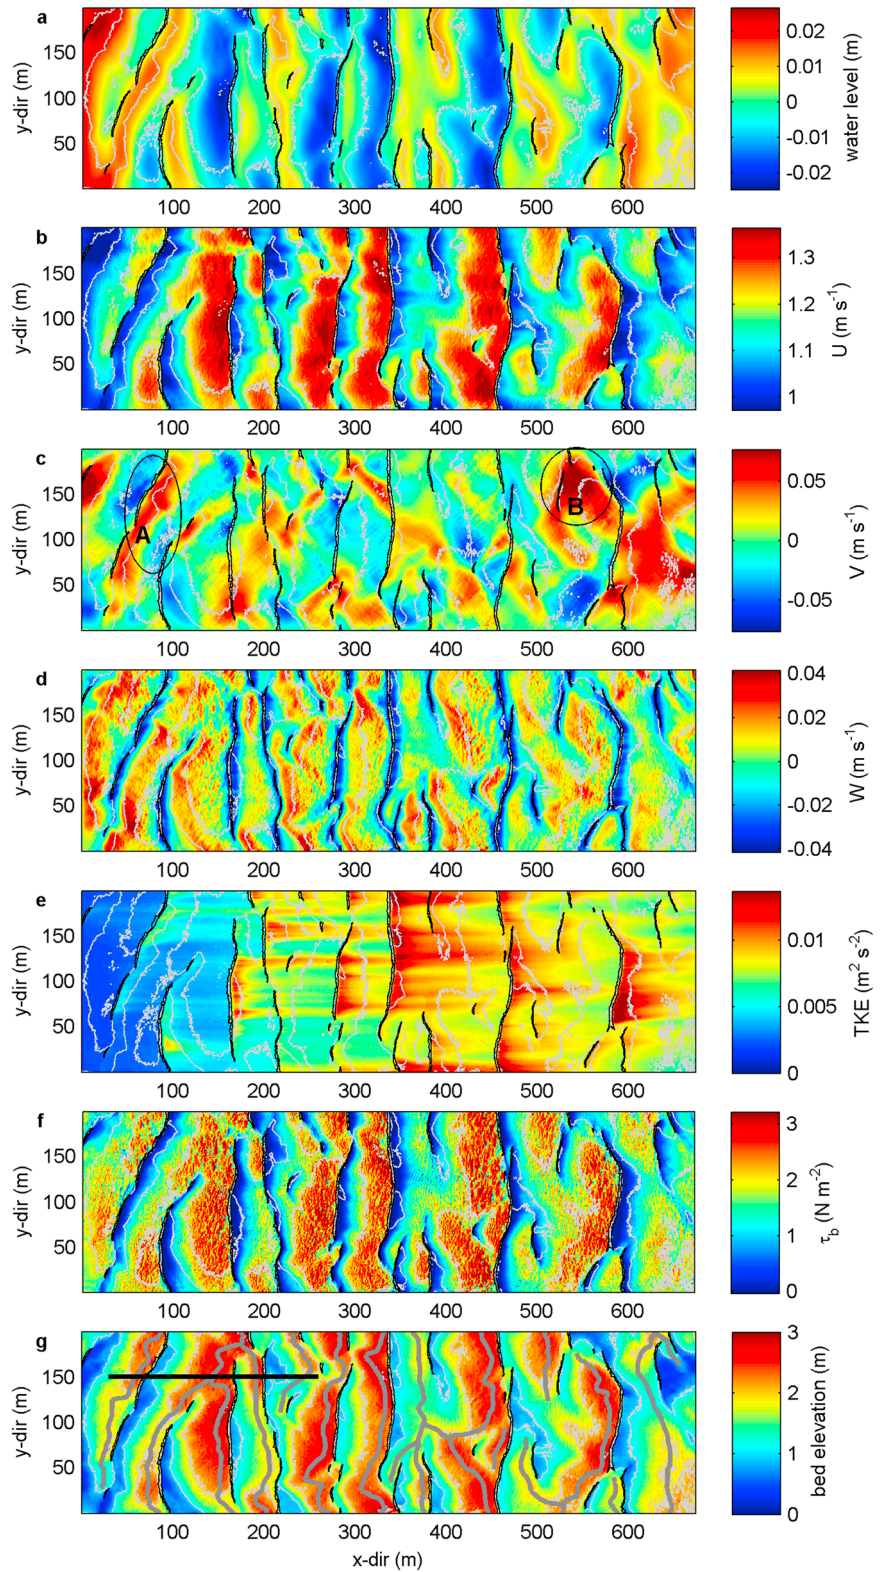 a
y-dir (m)
150
100
50
100 200 300 400 500 600
0.02
0.01
0
-0.01
-0.02
water level (m)
b
y-dir (m)
150
100
50
100 200 300 400 500 600
1.3
1.2
1.1
1
U (m s-1)
c
A
B
y-dir (m)
150
100
50
100 200 300 400 500 600
0.05
0
-0.05
V (m s-1)
d
y-dir (m)
150
100
50
100 200 300 400 500 600
0.04
0.02
0
-0.02
-0.04
W (m s-1)
e
y-dir (m)
150
100
50
100 200 300 400 500 600
0.01
0.005
0
TKE (m2 s-2)
f
y-dir (m)
150
100
50
100 200 300 400 500 600
3
2
1
0
τb (N m-2)
g
y-dir (m)
150
100
50
100 200 300 400 500 600
x-dir (m)
3
2
1
0
bed elevation (m)